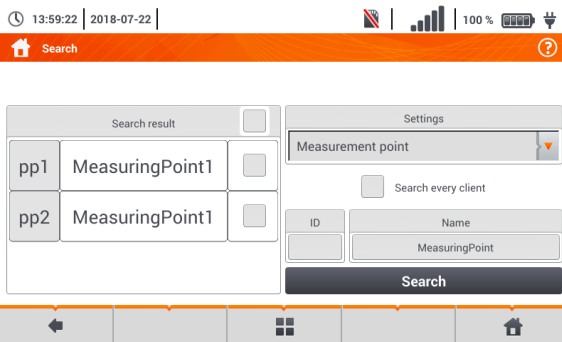 13:59:22 2018-07-22 100 %
Search
Search result
pp1 MeasuringPoint1
pp2 MeasuringPoint1
Settings
Measurement point
Search every client
ID Name
MeasuringPoint
Search